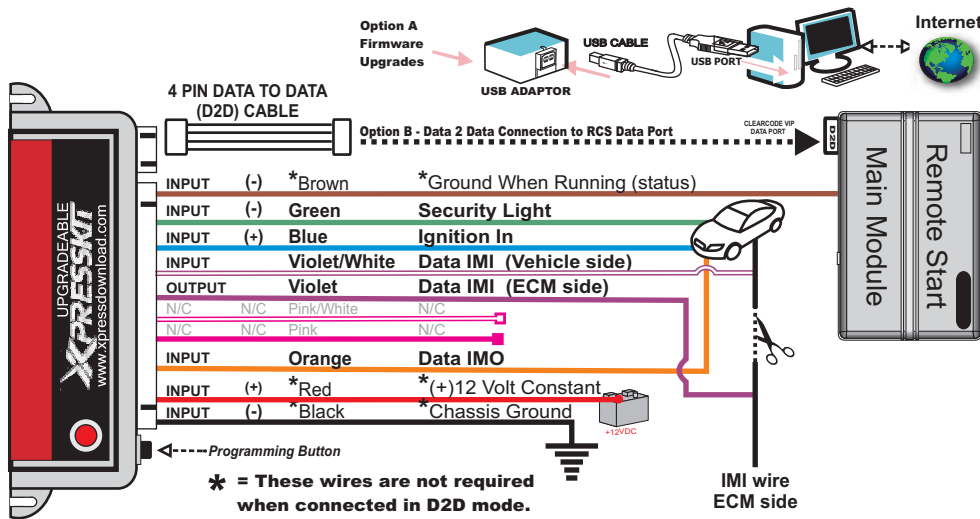 Option A
Firmware
Upgrades
USB ADAPTOR
USB CABLE
USB PORT
Internet
4 PIN DATA TO DATA
(D2D) CABLE
Option B - Data 2 Data Connection to RCS Data Port
CLEARCODE VIP
DATA PORT
D2D
Remote Start
Main Module
UPGRADEABLE
XPRESSKIT
www.xpressdownload.com
INPUT (-) *Brown *Ground When Running (status)
INPUT (-) Green Security Light
INPUT (+) Blue Ignition In
INPUT Violet/White Data IMI (Vehicle side)
OUTPUT Violet Data IMI (ECM side)
N/C N/C Pink/White N/C
N/C N/C Pink N/C
INPUT Orange Data IMO
INPUT (+) *Red *(+)12 Volt Constant
INPUT (-) *Black *Chassis Ground
+12VDC
Programming Button
* = These wires are not required
when connected in D2D mode.
IMI wire
ECM side